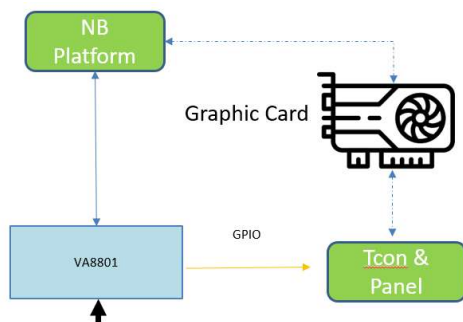 NB
Platform
Graphic Card
GPIO
VA8801
Tcon &
Panel